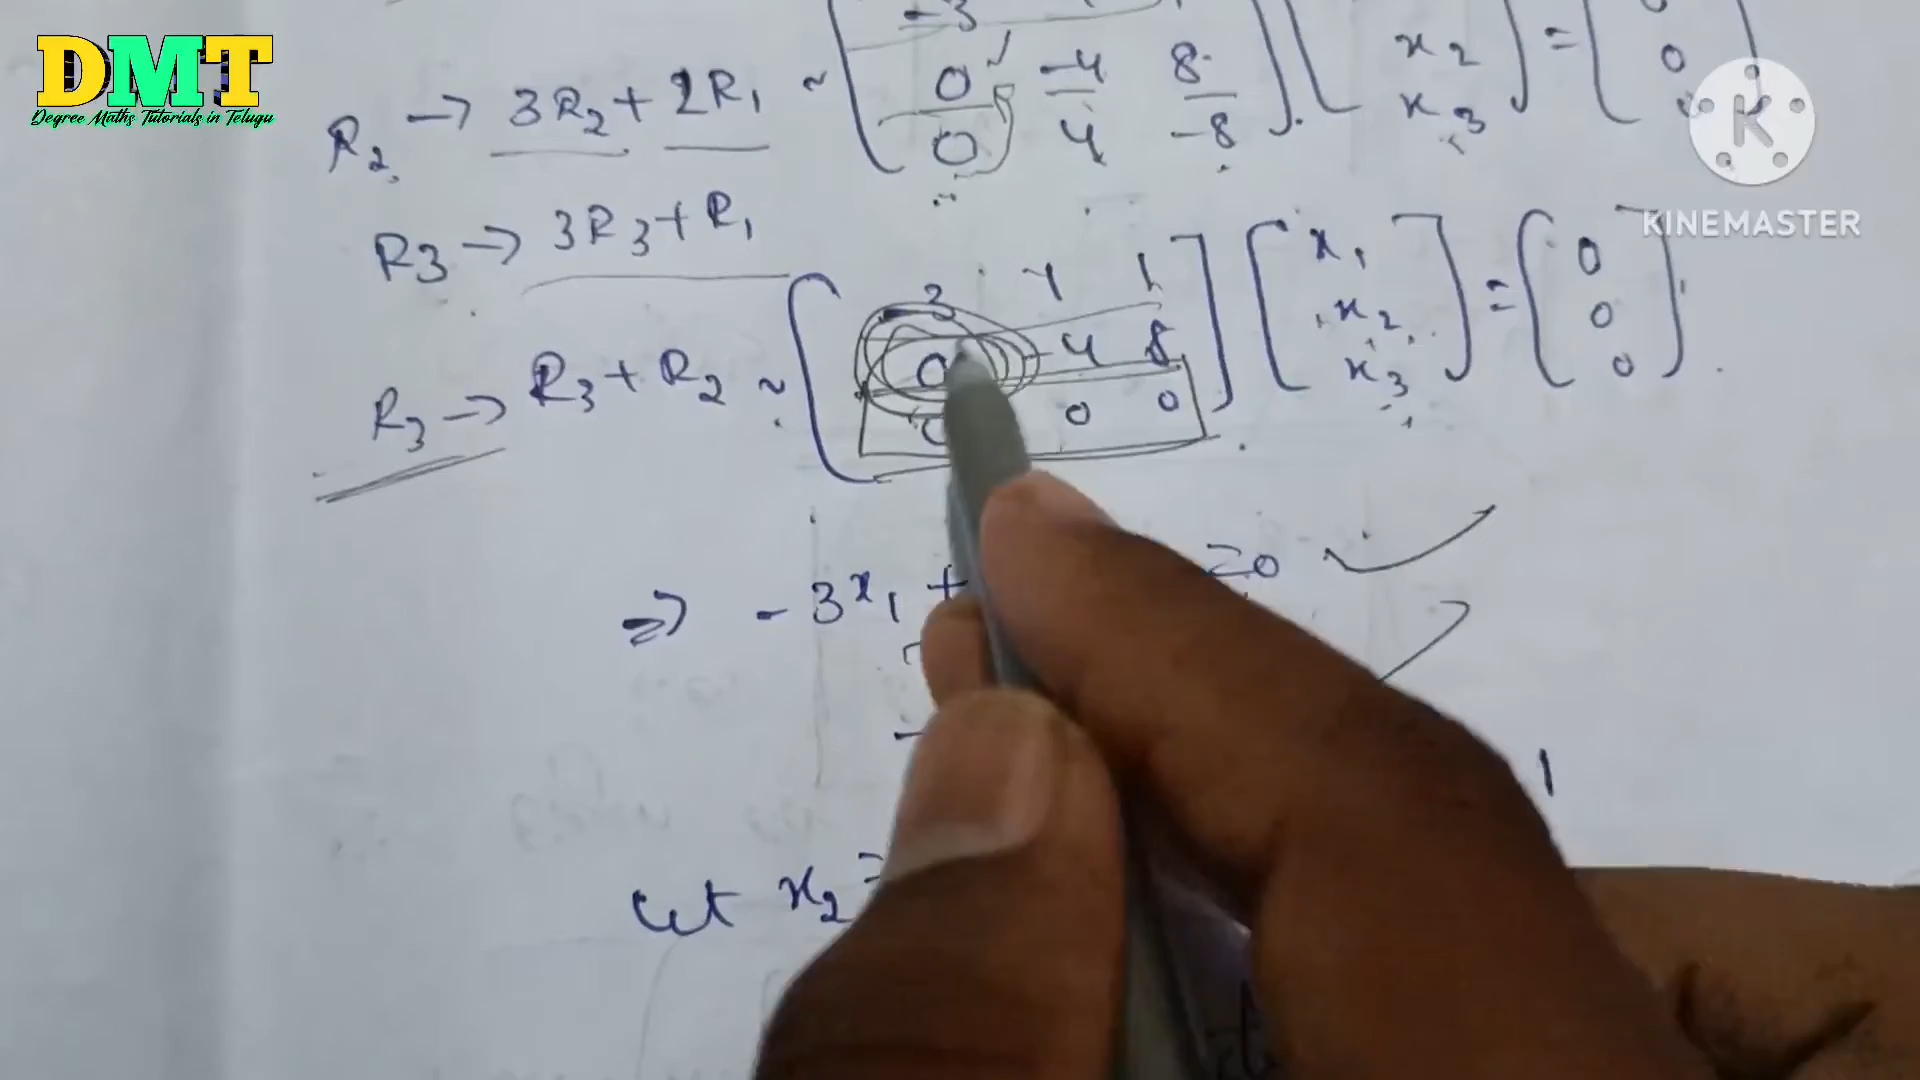 DMT
Degree Maths Tutorials in Telugu
K
KINEMASTER
-3
R2 → 3R2 + 2R1 ~ 0 -4 8 x2 = 0
0 4 -8 x3
R3 → 3R3 + R1
-3 4 1 x1 0
R3 → R3 + R2 ~ 0 -4 8 x2 = 0
0 0 0 x3 0
⇒ -3x1 + =0
let x2 =